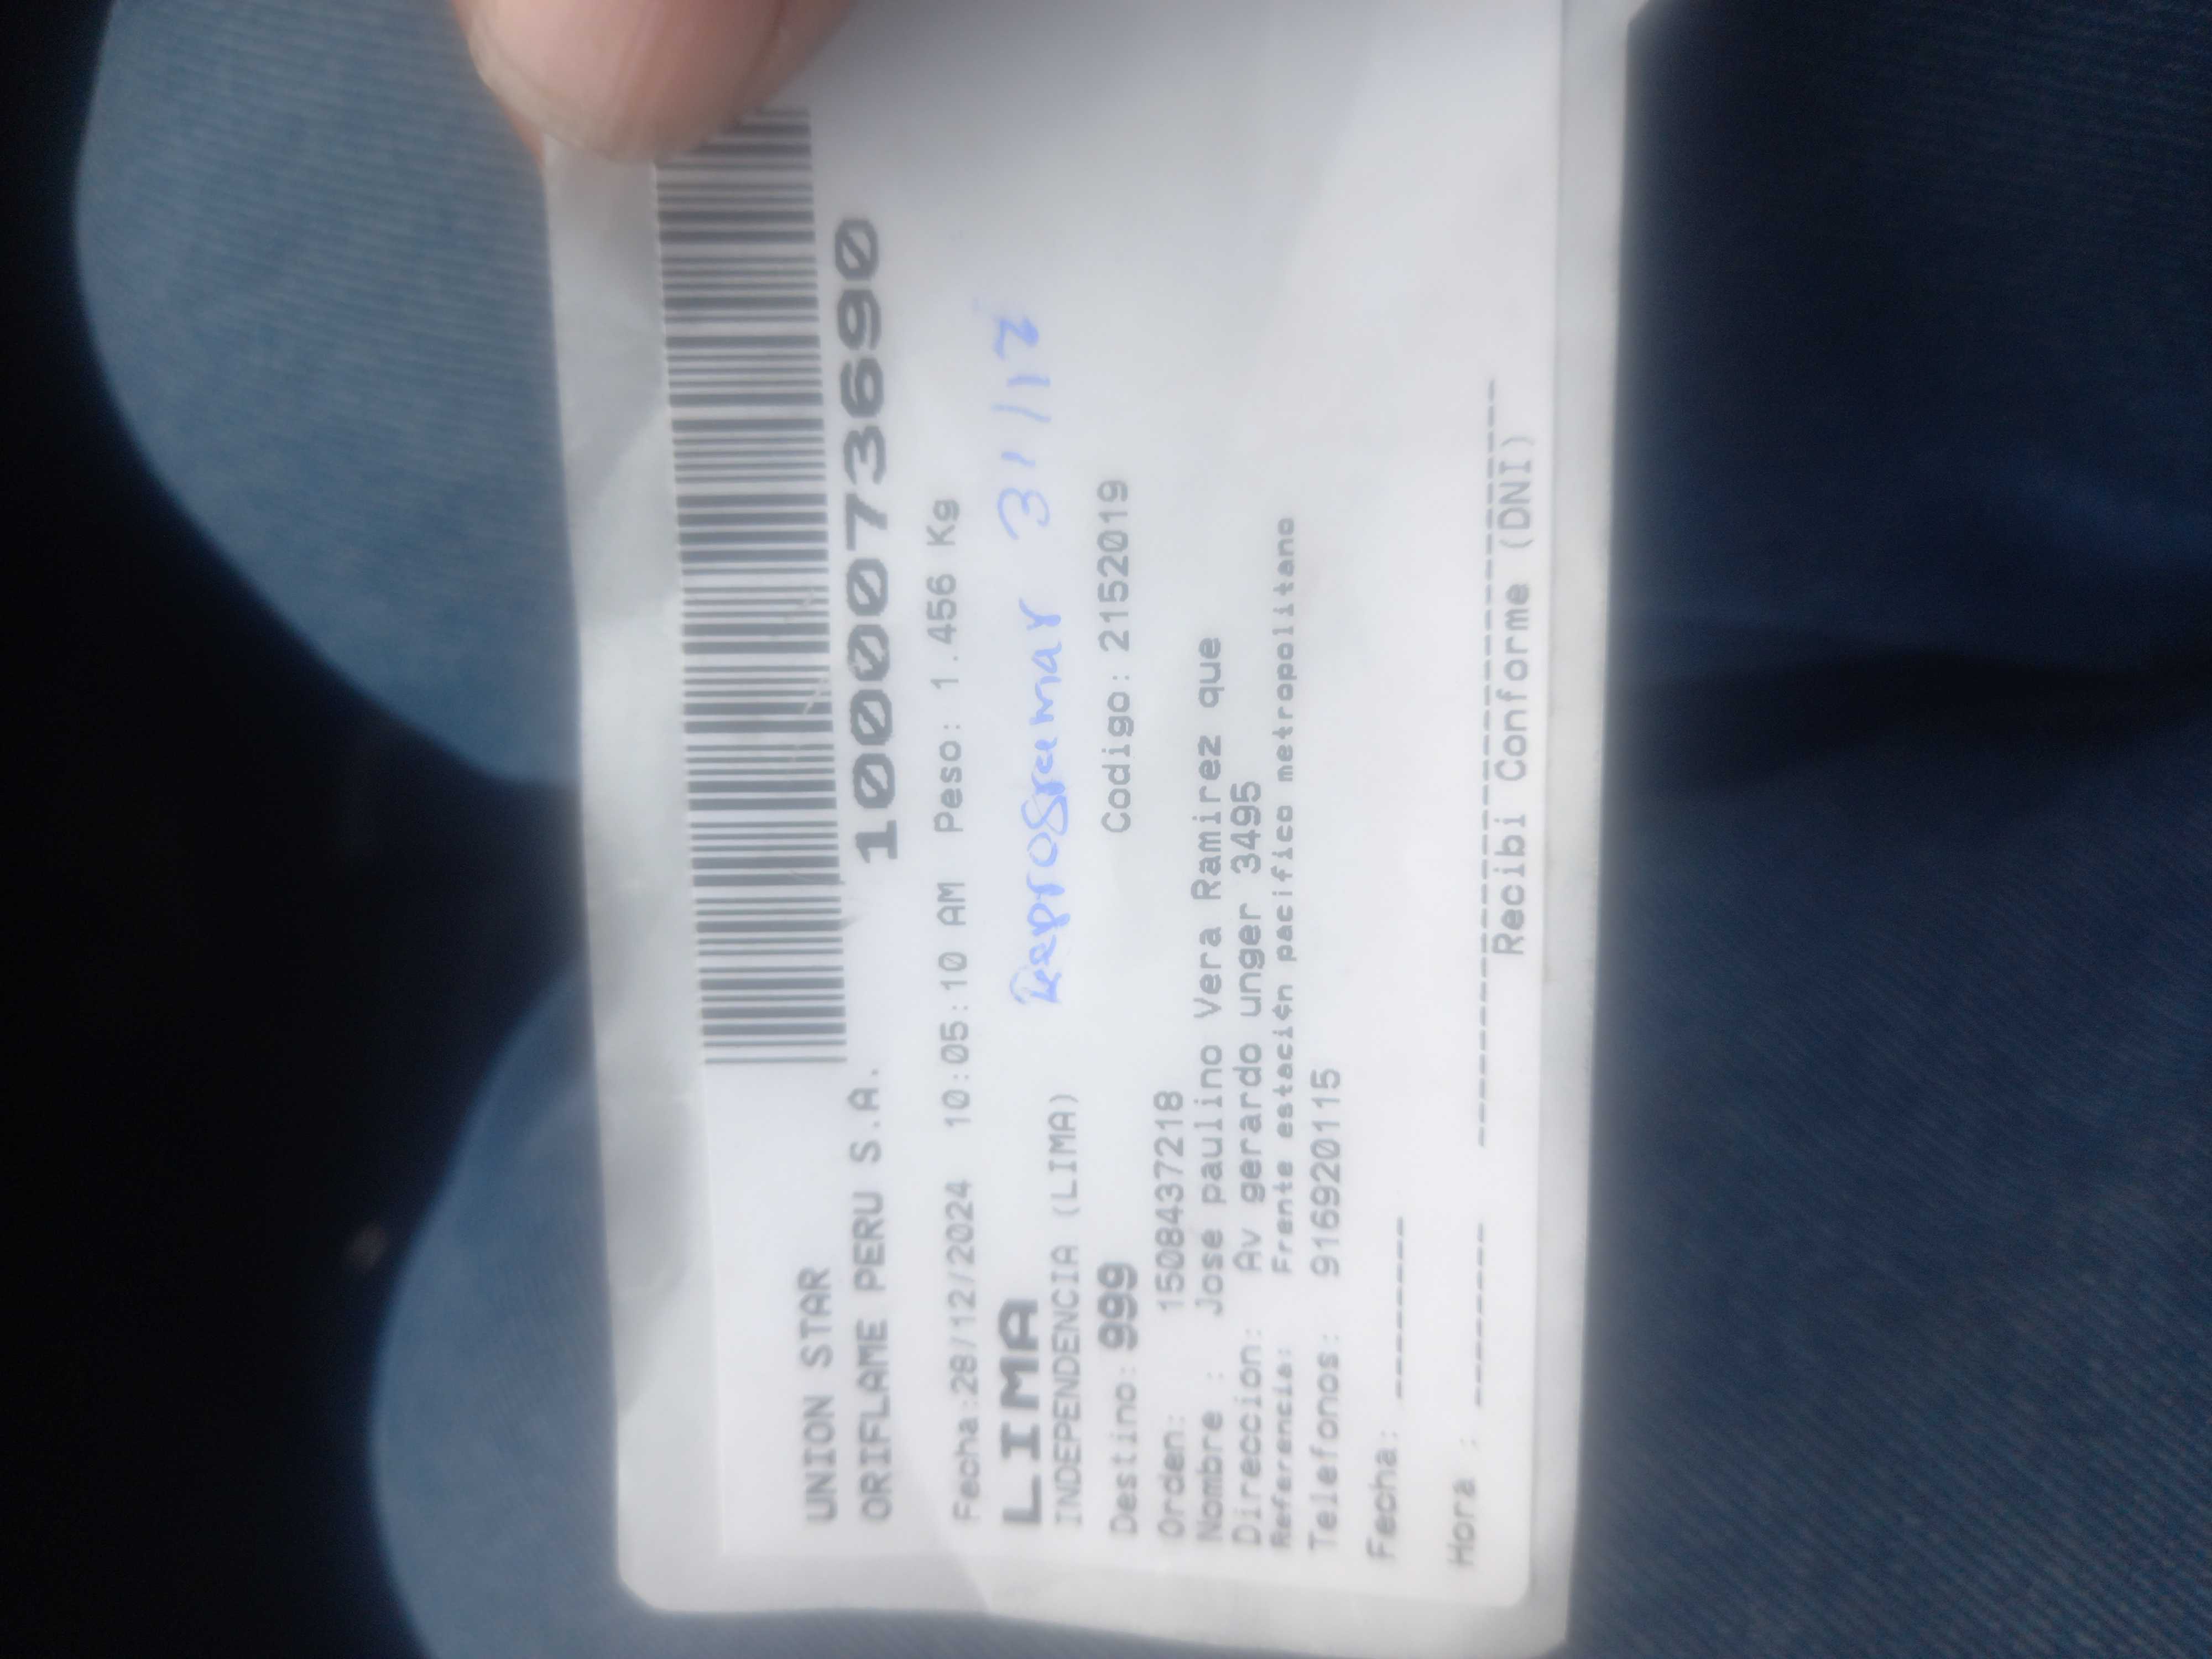 UNION STAR
ORIFLAME PERU S.A.
1000073690
Fecha:28/12/2024 10:05:10 AM Peso: 1.456 Kg
LIMA
Reprogramar 31/12
INDEPENDENCIA (LIMA)
Destino: 999 Codigo: 2152019
Orden: 1508437218
Nombre : Jose paulino Vera Ramirez que
Direccion: Av gerardo unger 3495
Referencia: Frente estaci¢n pacifico metropolitano
Telefonos: 916920115
Fecha: -------
Hora : -------
Recibi Conforme (DNI)